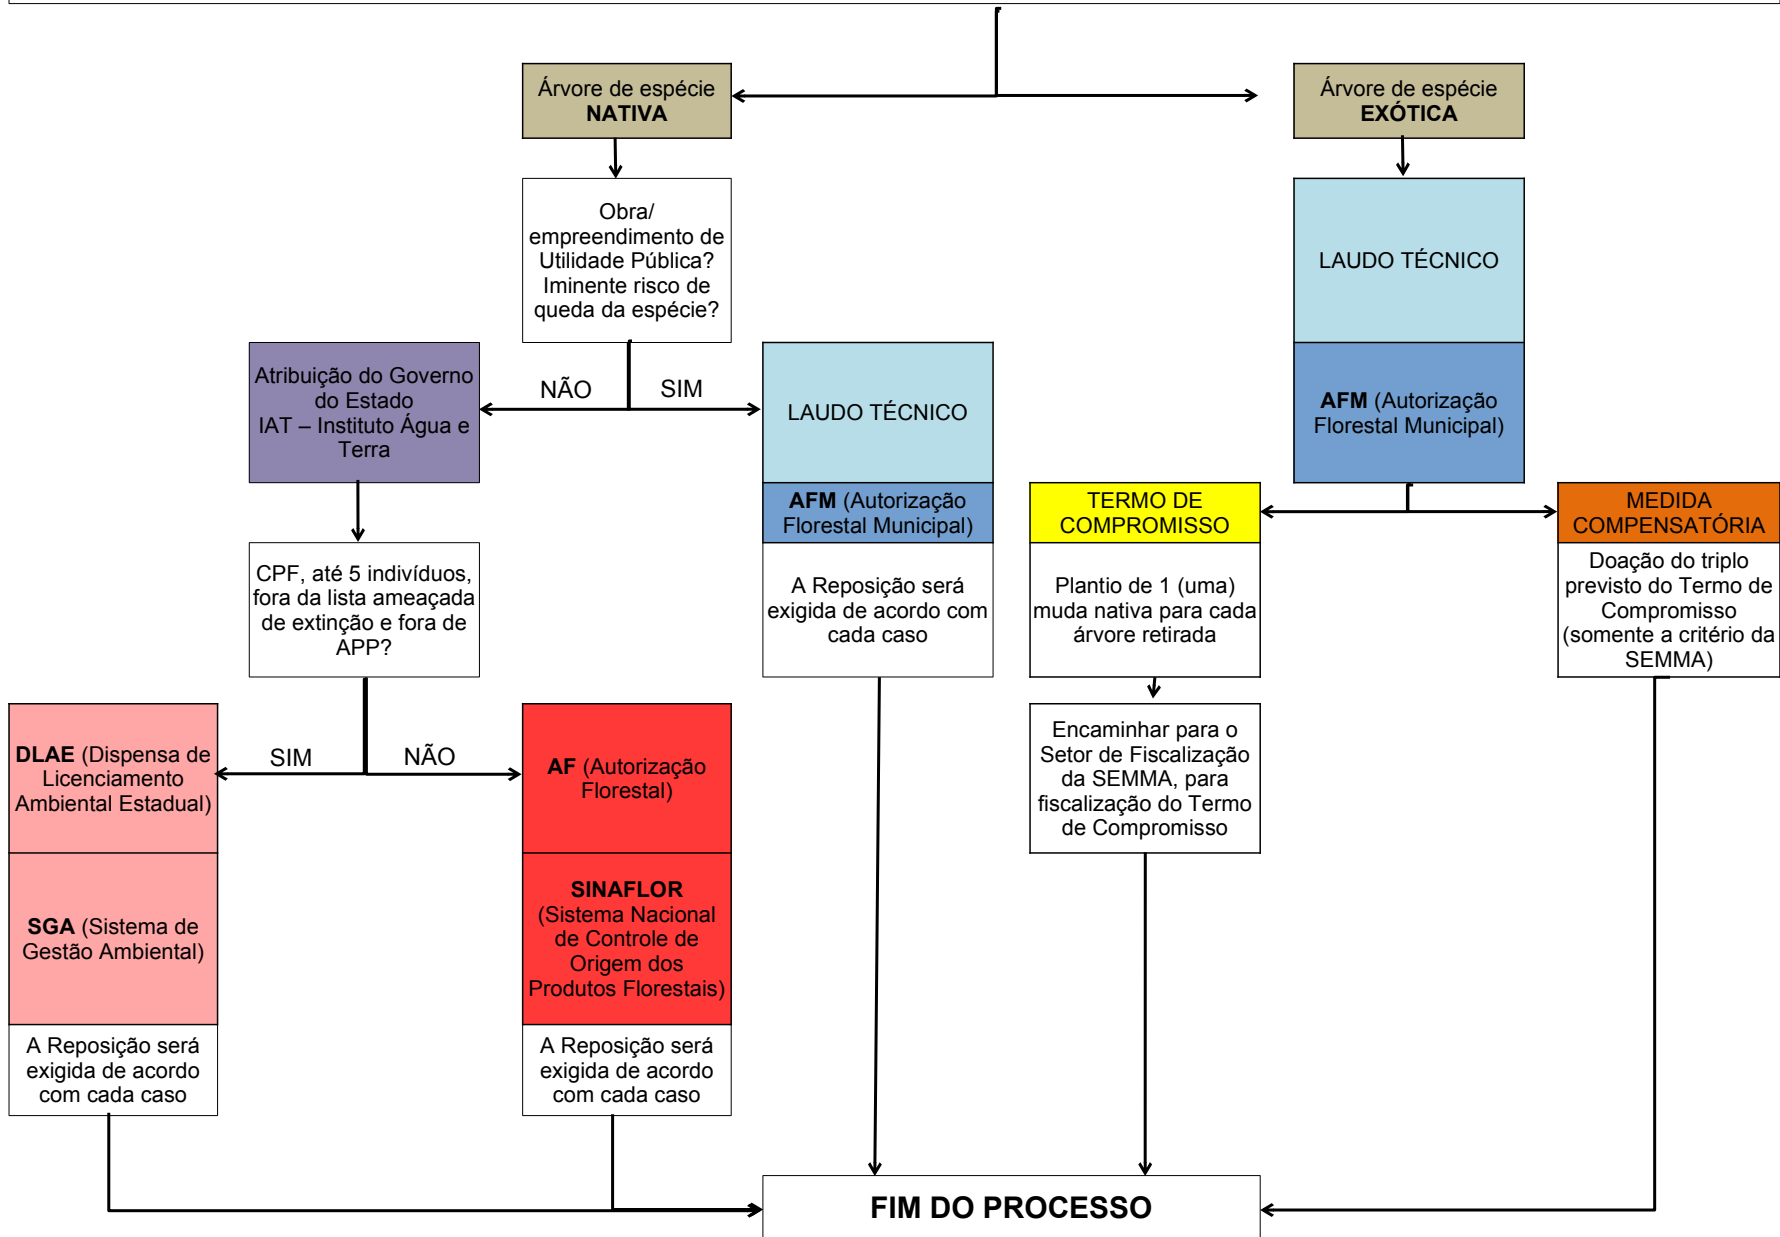 Árvore de espécie
NATIVA
Árvore de espécie
EXÓTICA
Obra/
empreendimento de
Utilidade Pública?
Iminente risco de
queda da espécie?
LAUDO TÉCNICO
Atribuição do Governo
do Estado
IAT – Instituto Água e
Terra
NÃO
SIM
LAUDO TÉCNICO
AFM (Autorização
Florestal Municipal)
AFM (Autorização
Florestal Municipal)
TERMO DE
COMPROMISSO
MEDIDA
COMPENSATÓRIA
CPF, até 5 indivíduos,
fora da lista ameaçada
de extinção e fora de
APP?
A Reposição será
exigida de acordo com
cada caso
Plantio de 1 (uma)
muda nativa para cada
árvore retirada
Doação do triplo
previsto do Termo de
Compromisso
(somente a critério da
SEMMA)
DLAE (Dispensa de
Licenciamento
Ambiental Estadual)
SIM
NÃO
AF (Autorização
Florestal)
Encaminhar para o
Setor de Fiscalização
da SEMMA, para
fiscalização do Termo
de Compromisso
SGA (Sistema de
Gestão Ambiental)
SINAFLOR
(Sistema Nacional
de Controle de
Origem dos
Produtos Florestais)
A Reposição será
exigida de acordo
com cada caso
A Reposição será
exigida de acordo
com cada caso
FIM DO PROCESSO